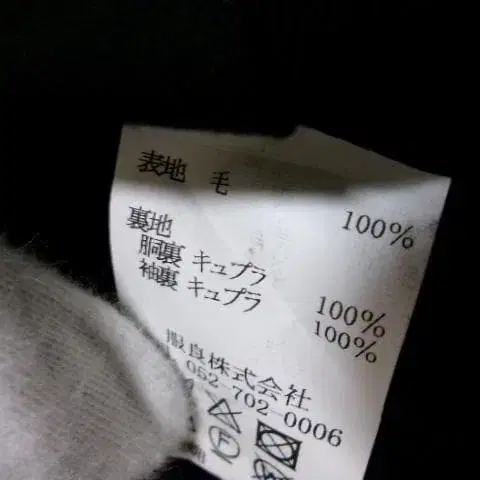 表地 毛 100%
裏地
胴裏 キュプラ 100%
袖裏 キュプラ 100%
服良株式会社
052-702-0006
F
用